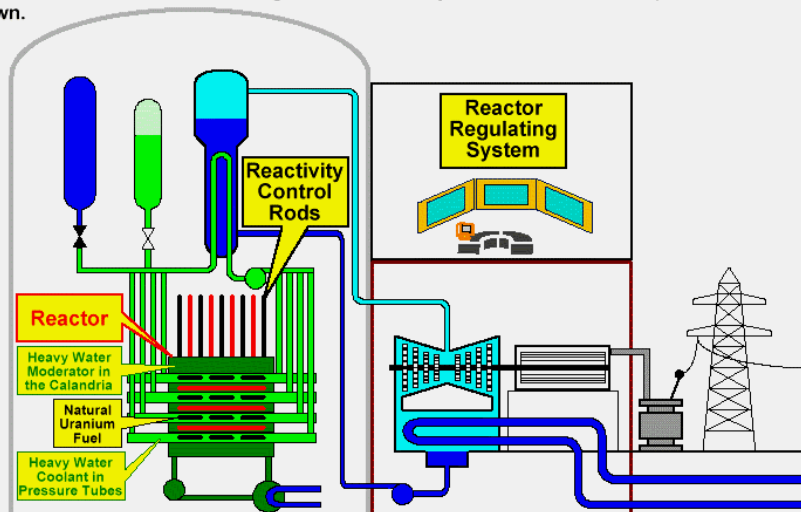 wn.
Reactor
Regulating
System
Reactivity
Control
Rods
Reactor
Heavy Water
Moderator in
the Calandria
Natural
Uranium
Fuel
Heavy Water
Coolant in
Pressure Tubes